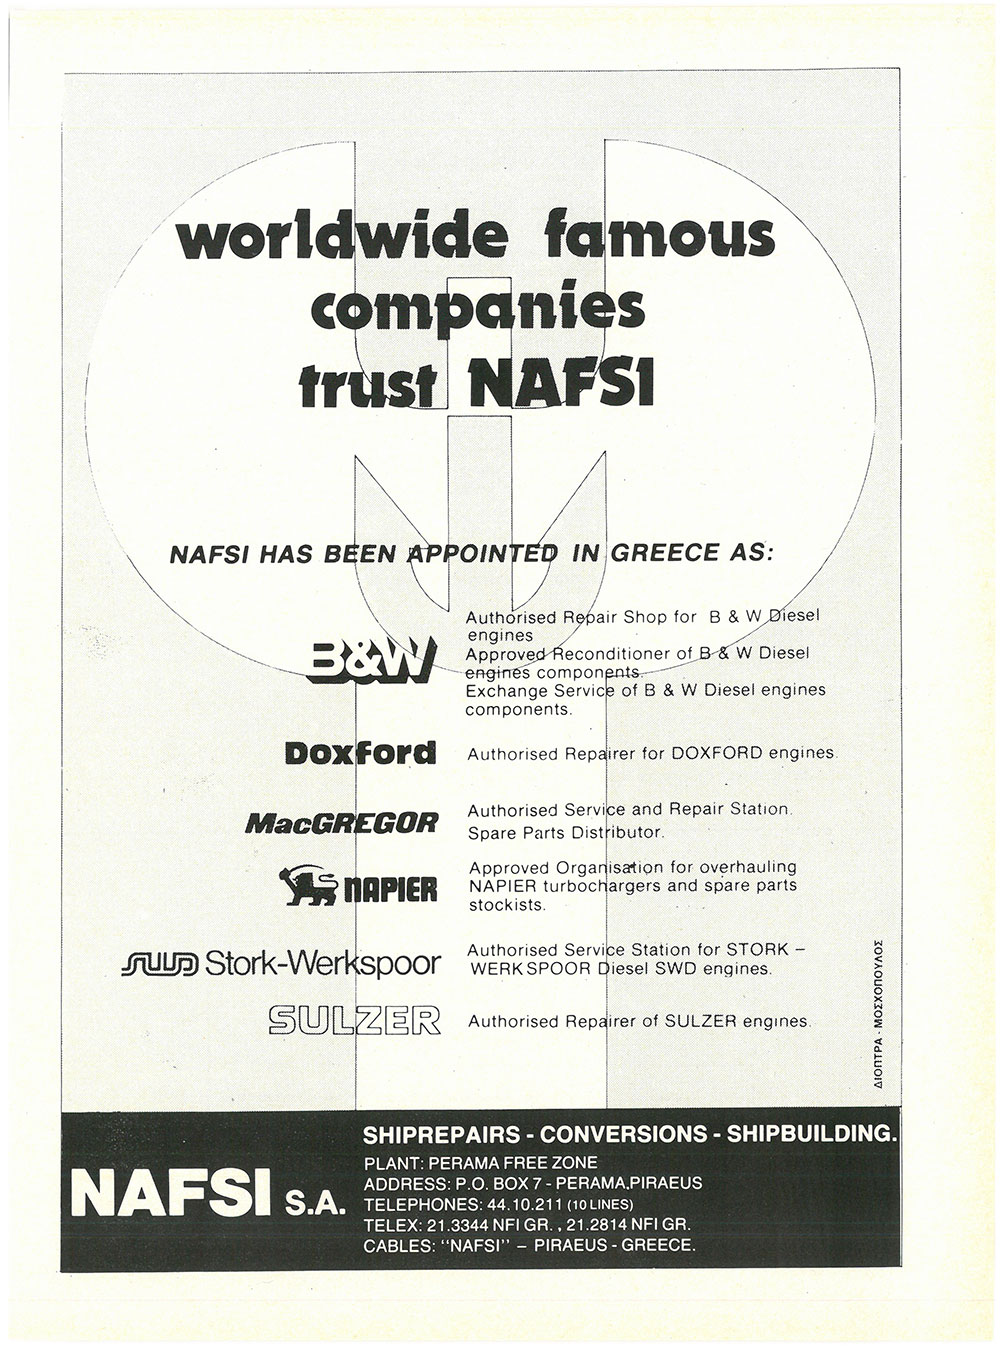 worldwide famous
companies
trust NAFSI
NAFSI HAS BEEN APPOINTED IN GREECE AS:
B&W
Authorised Repair Shop for B & W Diesel
engines
Approved Reconditioner of B & W Diesel
engines components.
Exchange Service of B & W Diesel engines
components.
Doxford
Authorised Repairer for DOXFORD engines.
MacGREGOR
Authorised Service and Repair Station.
Spare Parts Distributor.
NAPIER
Approved Organisation for overhauling
NAPIER turbochargers and spare parts
stockists.
SWD Stork-Werkspoor
Authorised Service Station for STORK –
WERKSPOOR Diesel SWD engines.
SULZER
Authorised Repairer of SULZER engines.
ΔΙΟΠΤΡΑ - ΜΟΣΧΟΠΟΥΛΟΣ
NAFSI S.A.
SHIPREPAIRS - CONVERSIONS - SHIPBUILDING.
PLANT: PERAMA FREE ZONE
ADDRESS: P.O. BOX 7 - PERAMA,PIRAEUS
TELEPHONES: 44.10.211 (10 LINES)
TELEX: 21.3344 NFI GR. , 21.2814 NFI GR.
CABLES: "NAFSI" – PIRAEUS - GREECE.